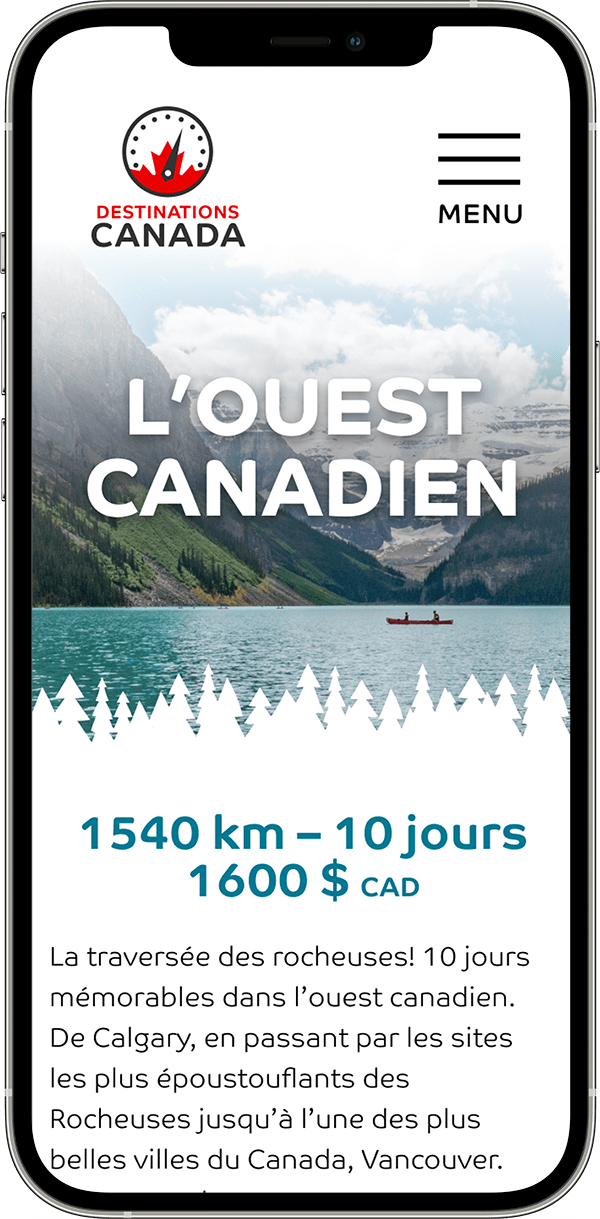 DESTINATIONS
CANADA
MENU
L’OUEST
CANADIEN
1540 km – 10 jours
1600 $ CAD
La traversée des rocheuses! 10 jours
mémorables dans l’ouest canadien.
De Calgary, en passant par les sites
les plus époustouflants des
Rocheuses jusqu’à l’une des plus
belles villes du Canada, Vancouver.